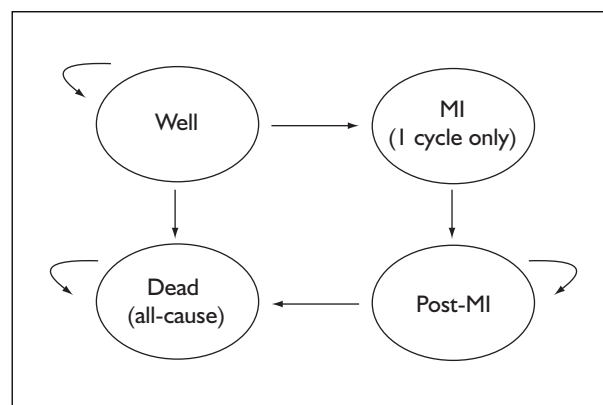 Well
MI
(1 cycle only)
Dead
(all-cause)
Post-MI